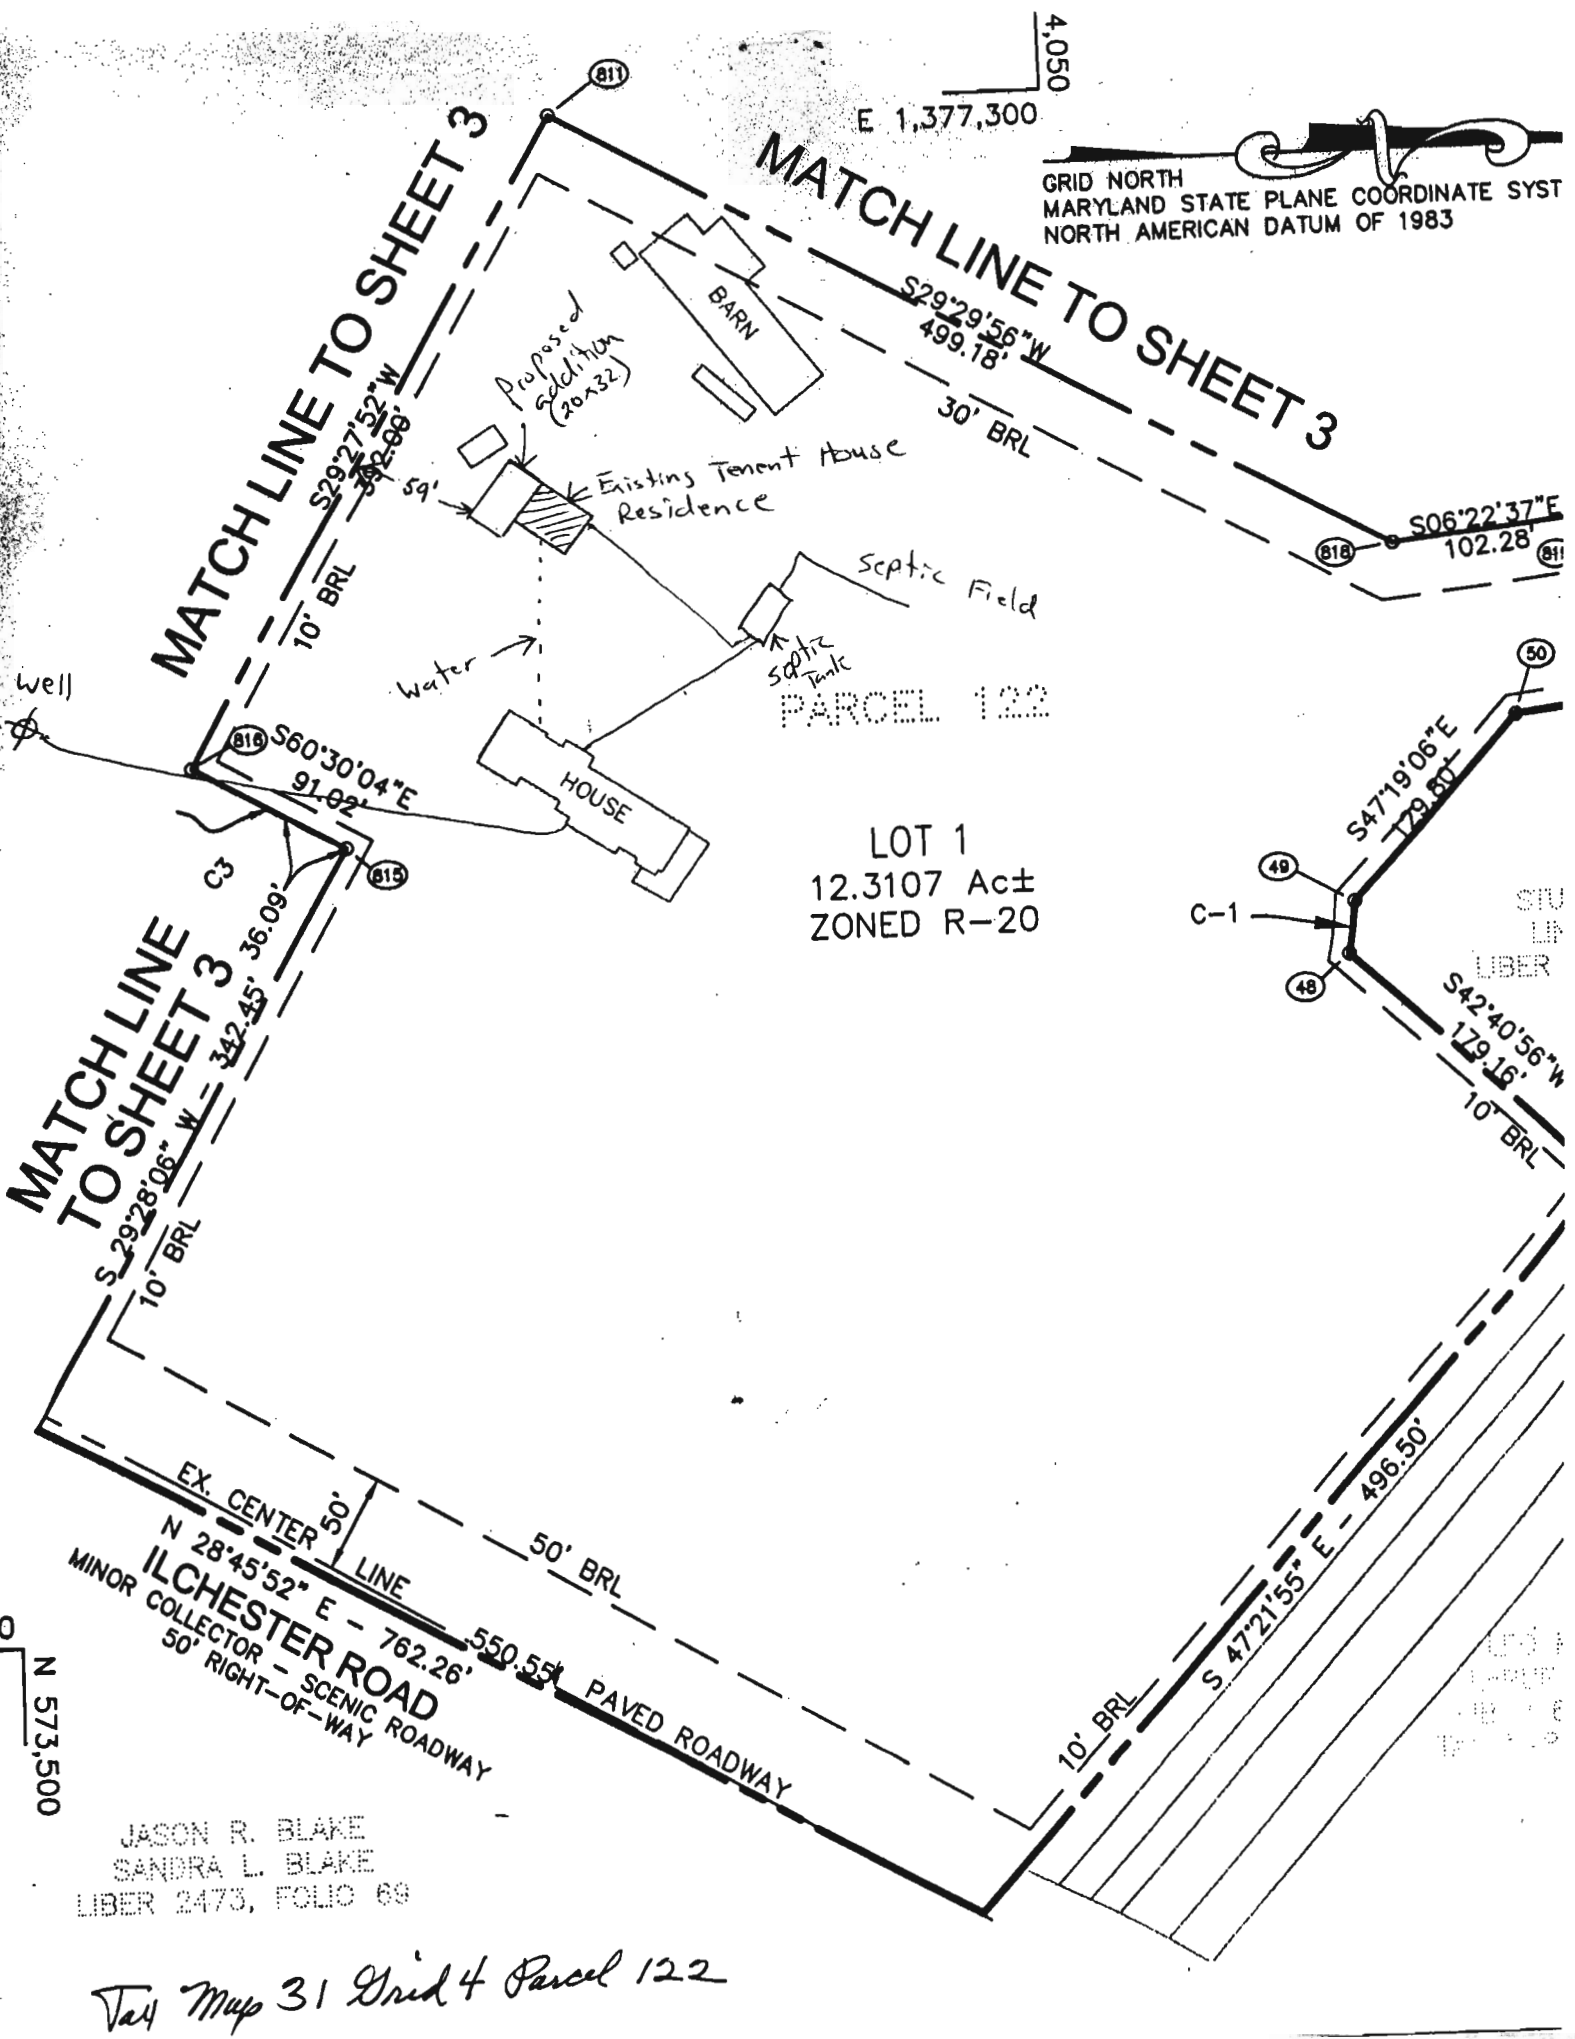 4,050
E 1,377,300
811
GRID NORTH
MARYLAND STATE PLANE COORDINATE SYST
NORTH AMERICAN DATUM OF 1983
MATCH LINE TO SHEET 3
S29°27'52"W
392.00'
10' BRL
MATCH LINE TO SHEET 3
S29°29'56"W
499.18'
30' BRL
BARN
Proposed
addition
(20x32)
59'
Existing Tenent House
Residence
818
S06°22'37"E
102.28'
Septic Field
Septic
Tank
Water
well
PARCEL 122
50
816
S60°30'04"E
91.02'
HOUSE
C3
36.09'
815
LOT 1
12.3107 Ac±
ZONED R-20
S47°19'06"E
129.80'
49
C-1
48
STU
LIN
LIBER
S42°40'56"W
179.16'
10' BRL
MATCH LINE
TO SHEET 3
S 29°28'06" W - 342.45'
10' BRL
EX. CENTER LINE
50'
50' BRL
N 28°45'52" E - 762.26'
550.55'
PAVED ROADWAY
ILCHESTER ROAD
MINOR COLLECTOR - SCENIC ROADWAY
50' RIGHT-OF-WAY
10' BRL
S 47°21'55" E - 496.50'
0
N 573,500
JASON R. BLAKE
SANDRA L. BLAKE
LIBER 2473, FOLIO 69
Tax Map 31 Grid 4 Parcel 122